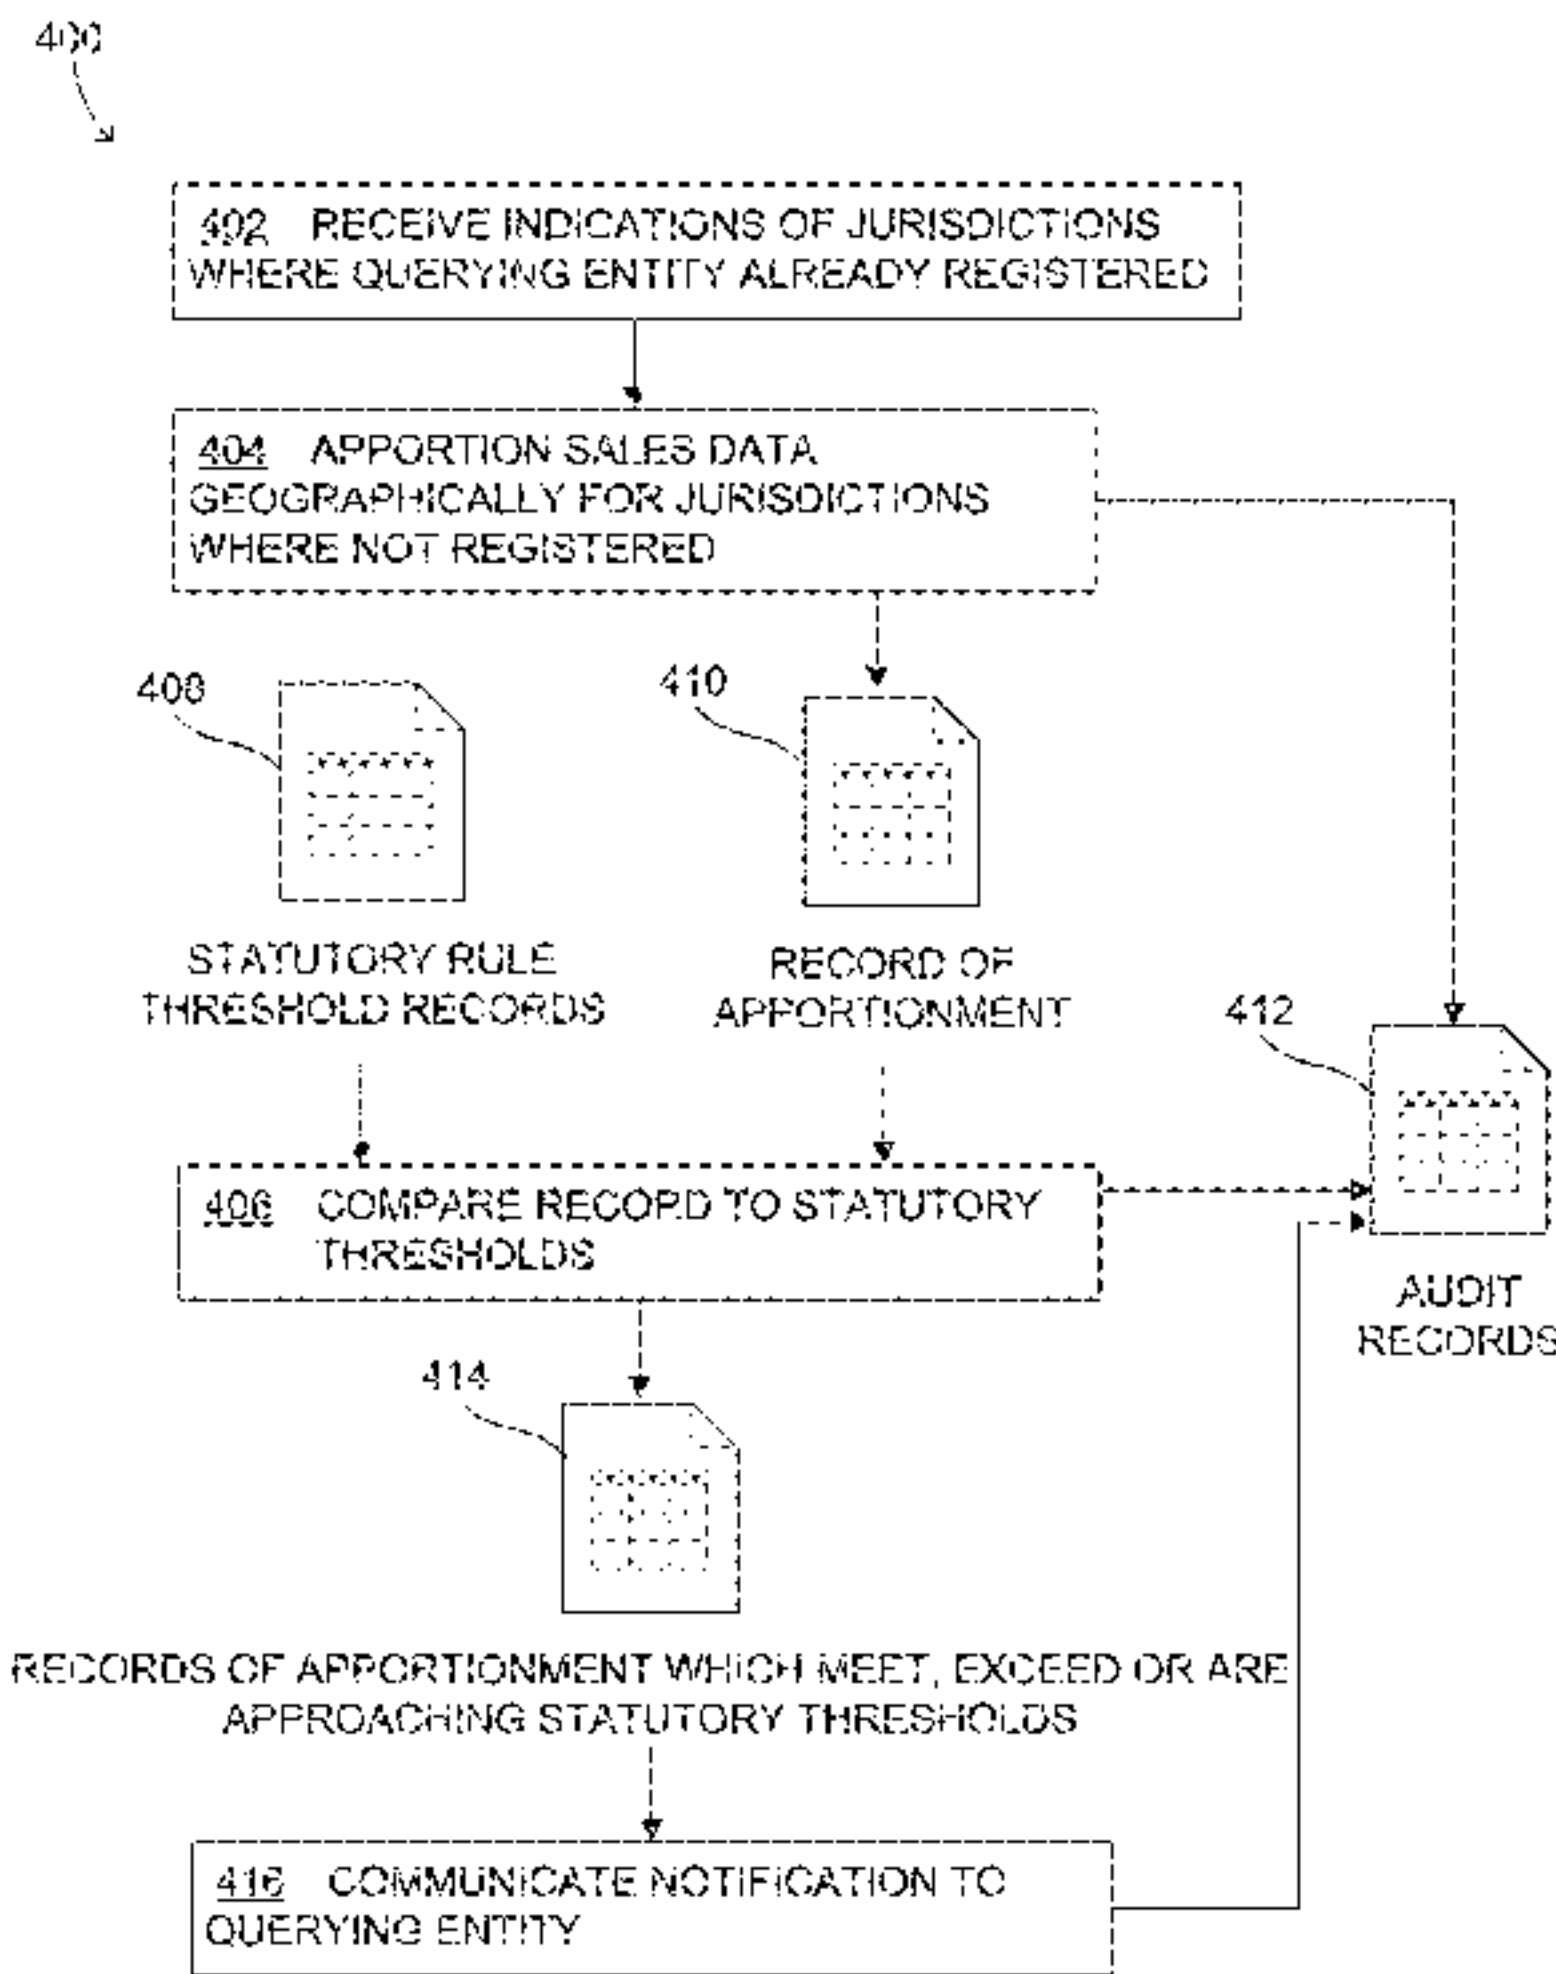 400
402 RECEIVE INDICATIONS OF JURISDICTIONS
WHERE QUERYING ENTITY ALREADY REGISTERED
404 APPORTION SALES DATA
GEOGRAPHICALLY FOR JURISDICTIONS
WHERE NOT REGISTERED
408
410
STATUTORY RULE
THRESHOLD RECORDS
RECORD OF
APPORTIONMENT
412
406 COMPARE RECORD TO STATUTORY
THRESHOLDS
AUDIT
RECORDS
414
RECORDS OF APPORTIONMENT WHICH MEET, EXCEED OR ARE
APPROACHING STATUTORY THRESHOLDS
416 COMMUNICATE NOTIFICATION TO
QUERYING ENTITY